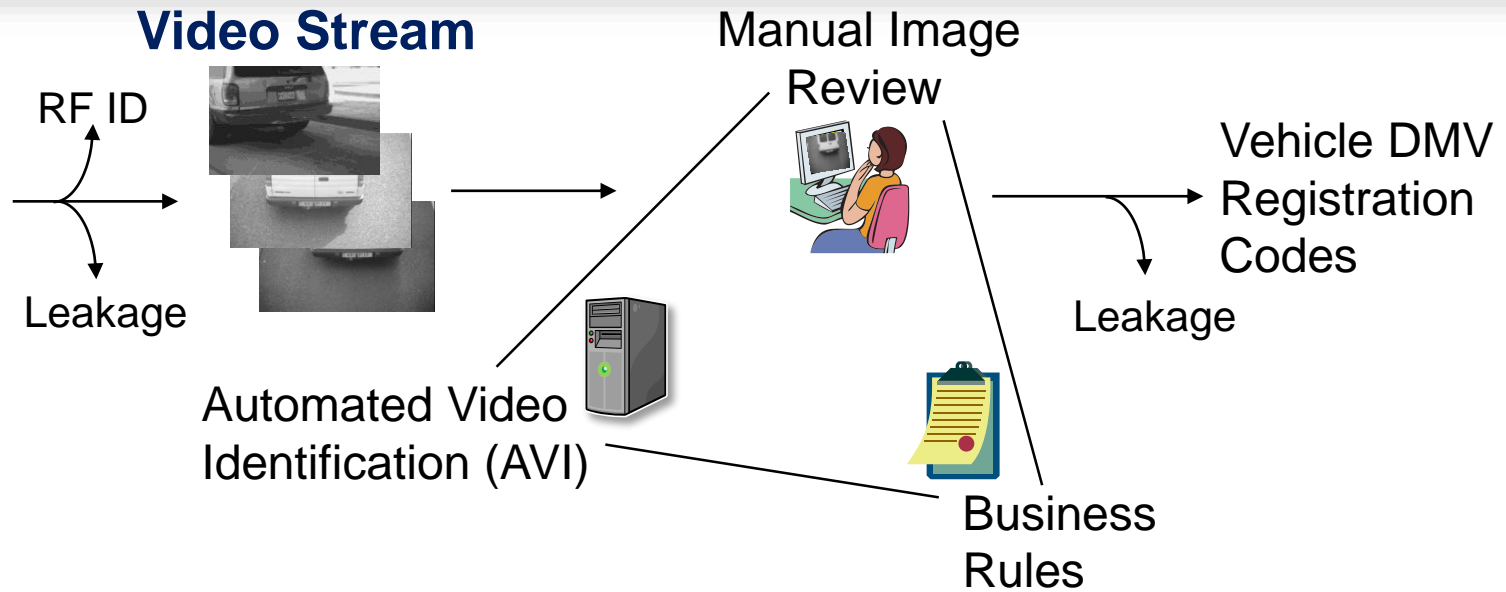 Video Stream
Manual Image
Review
RF ID
Vehicle DMV
Registration
Codes
Leakage
Leakage
Automated Video
Identification (AVI)
Business
Rules